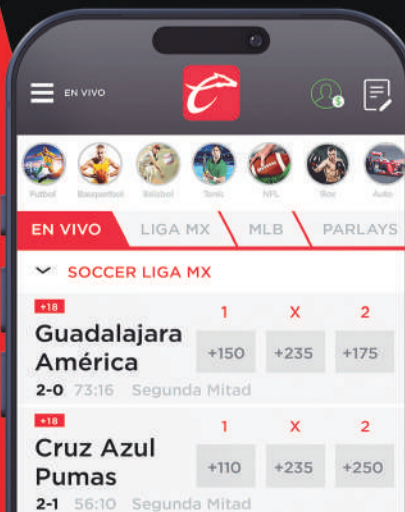 EN VIVO
Futbol Basquetbol Beisbol Tenis NFL Box Auto
EN VIVO LIGA MX MLB PARLAYS
SOCCER LIGA MX
+18 1 X 2
Guadalajara
América
+150 +235 +175
2-0 73:16 Segunda Mitad
+18 1 X 2
Cruz Azul
Pumas
+110 +235 +250
2-1 56:10 Segunda Mitad